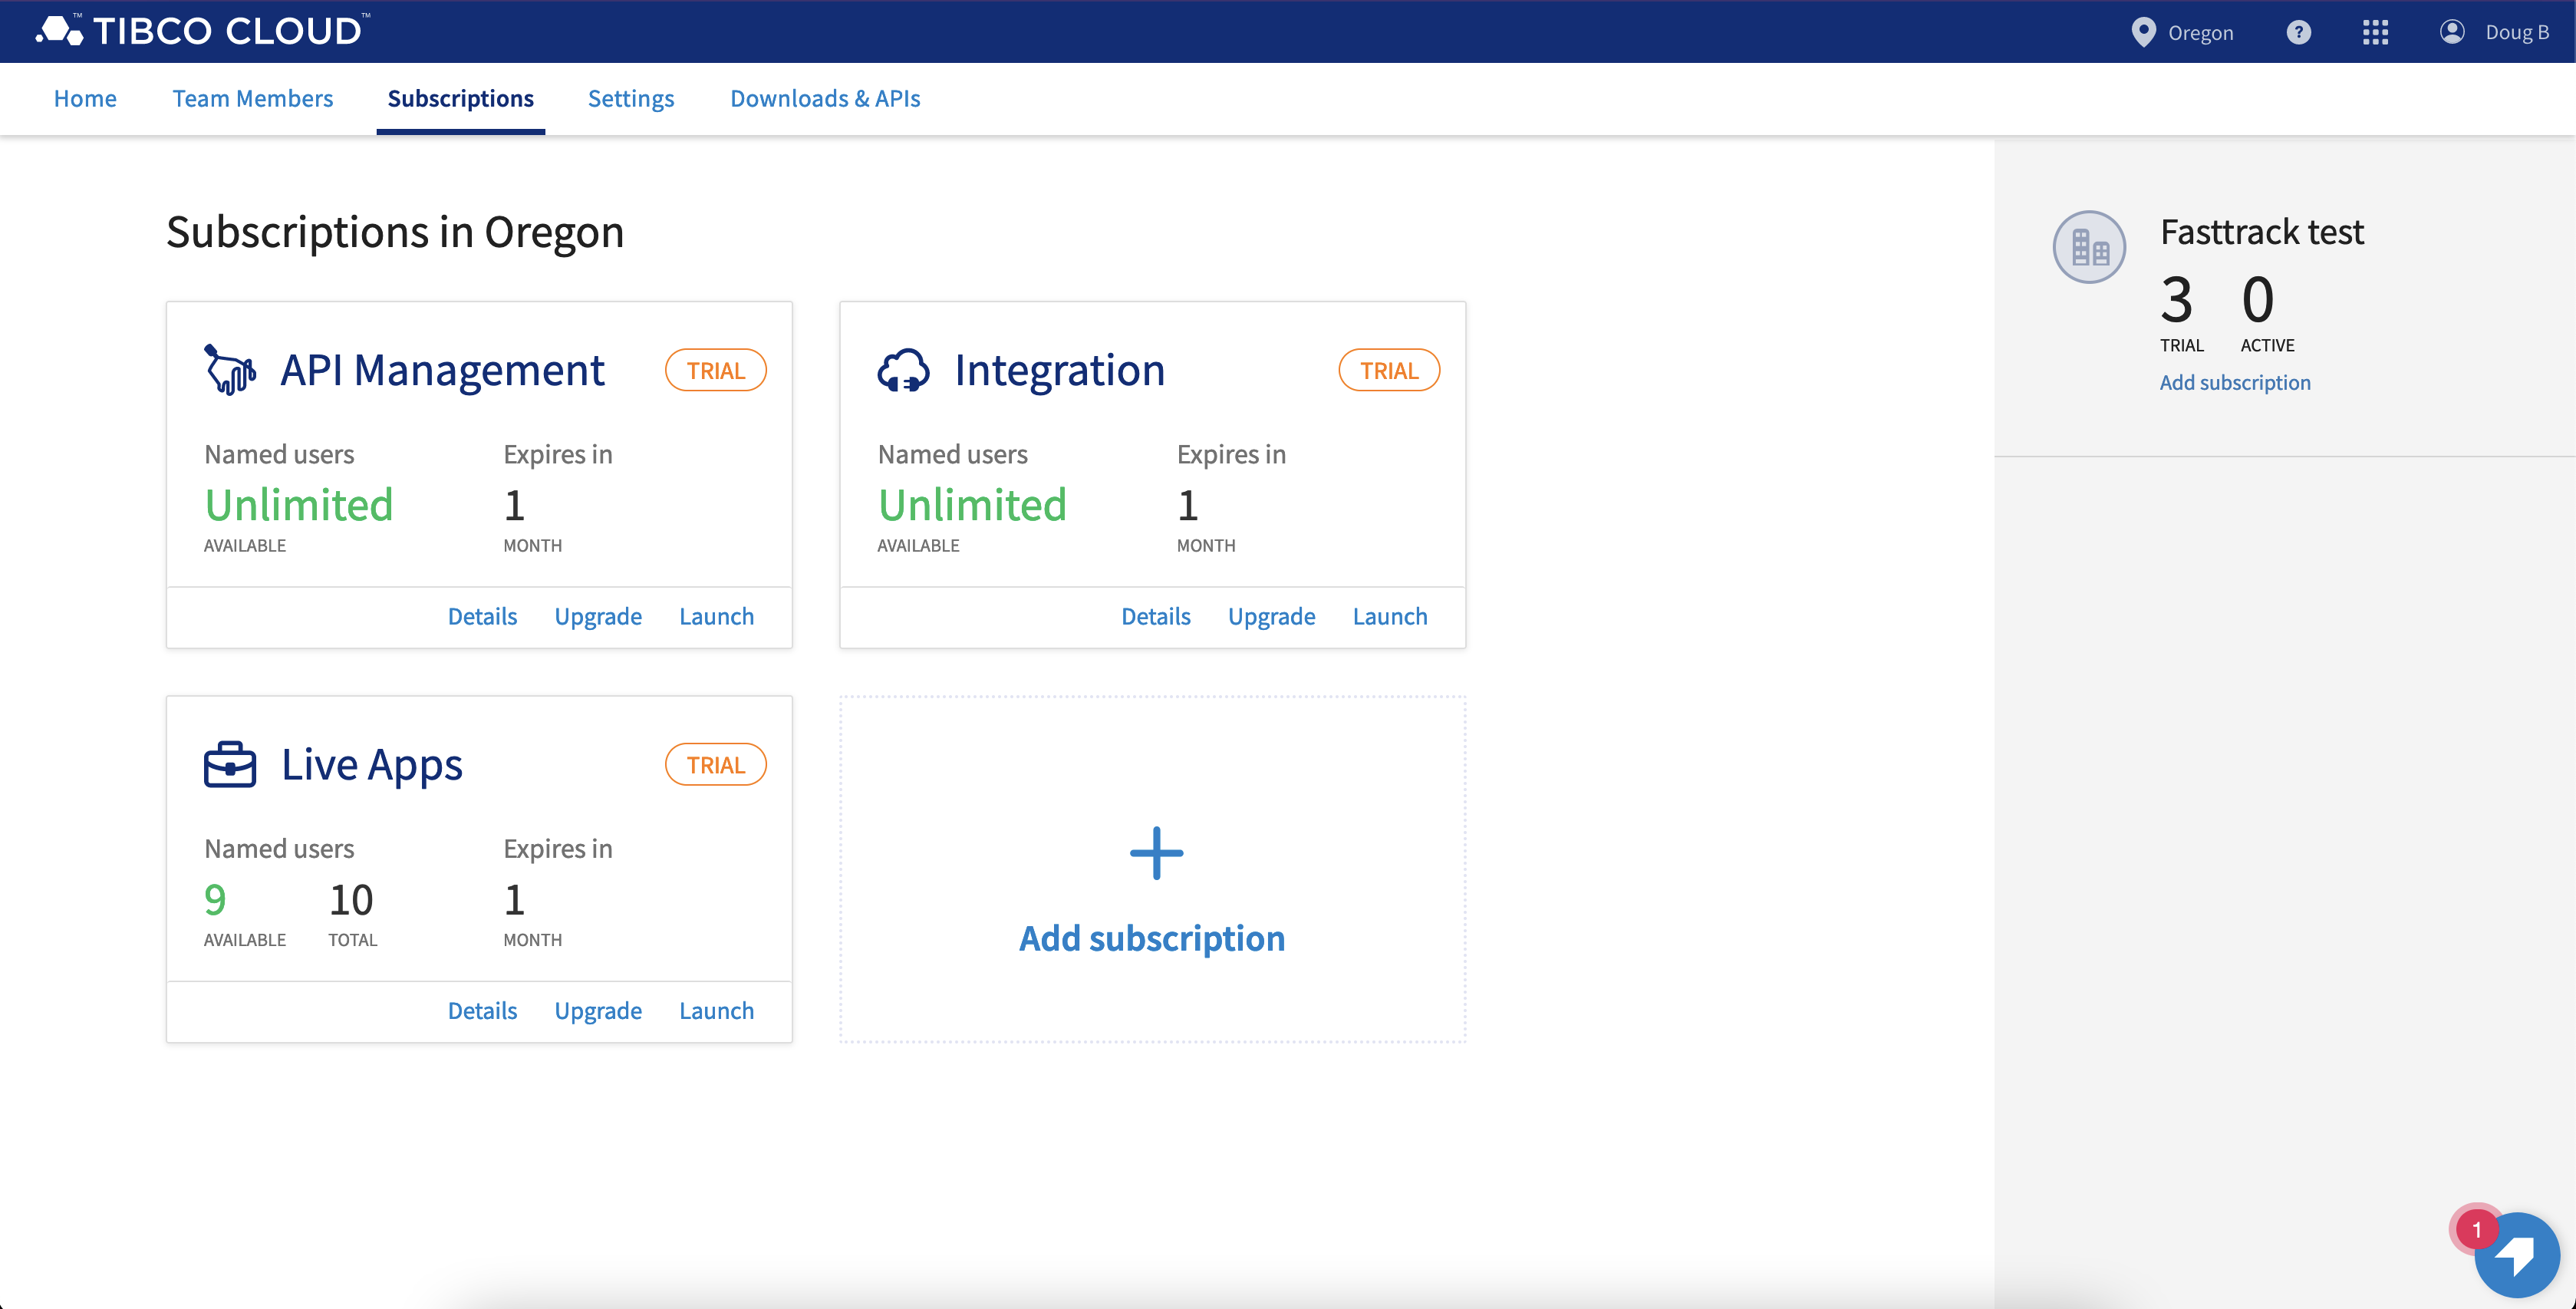 TIBCO CLOUD™
Oregon
?
Doug B
Home
Team Members
Subscriptions
Settings
Downloads & APIs
Subscriptions in Oregon
API Management
TRIAL
Named users
Expires in
Unlimited
1
AVAILABLE
MONTH
Details
Upgrade
Launch
Integration
TRIAL
Named users
Expires in
Unlimited
1
AVAILABLE
MONTH
Details
Upgrade
Launch
Live Apps
TRIAL
Named users
Expires in
9
10
1
AVAILABLE
TOTAL
MONTH
Details
Upgrade
Launch
Add subscription
Fasttrack test
3
0
TRIAL
ACTIVE
Add subscription
1